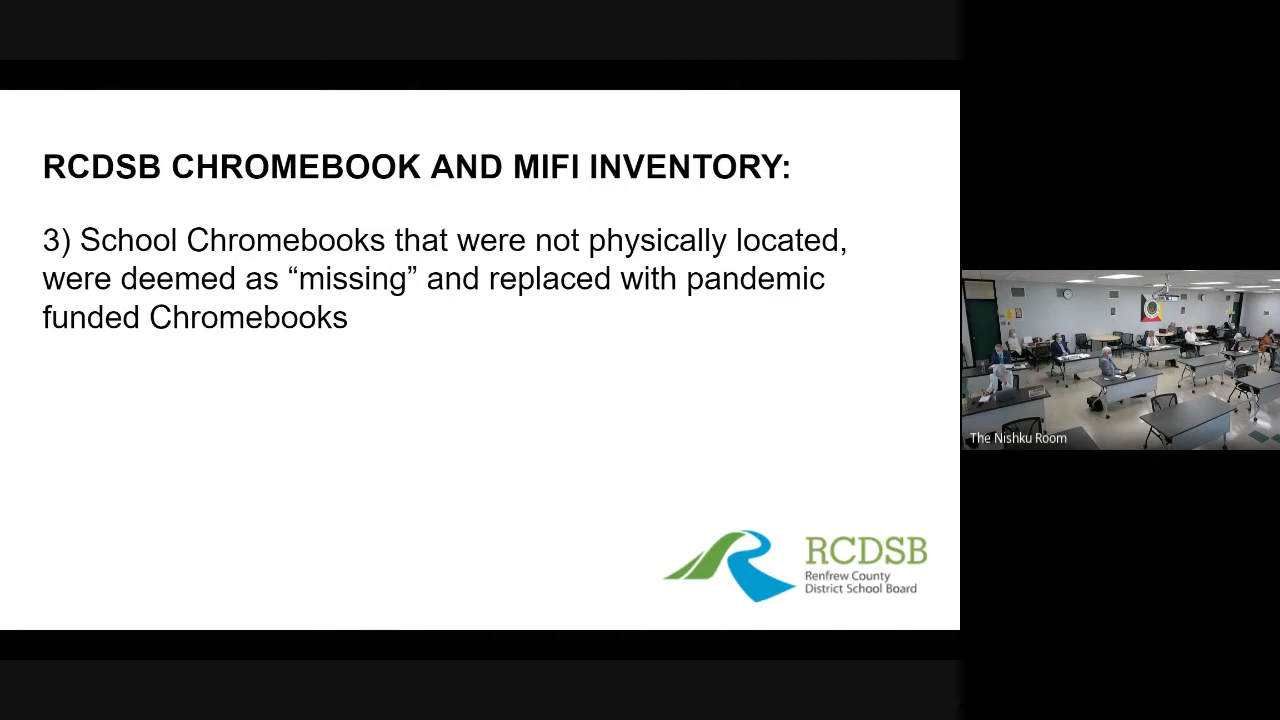 RCDSB CHROMEBOOK AND MIFI INVENTORY:
3) School Chromebooks that were not physically located,
were deemed as “missing” and replaced with pandemic
funded Chromebooks
RCDSB
Renfrew County
District School Board
The Nishku Room